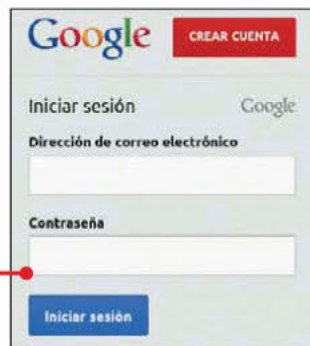 Google CREAR CUENTA
Iniciar sesión Google
Dirección de correo electrónico
Contraseña
Iniciar sesión